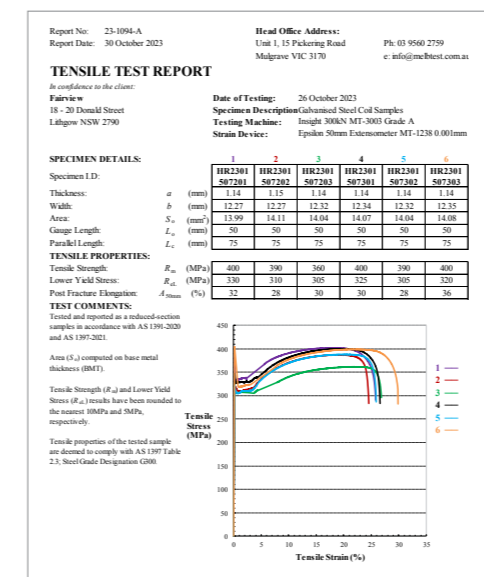 Report No: 23-1094-A
Report Date: 30 October 2023
Head Office Address:
Unit 1, 15 Pickering Road
Mulgrave VIC 3170
Ph: 03 9560 2759
e: info@meltest.com.au
TENSILE TEST REPORT
In confidence to the client:
Fairview
18 - 20 Donald Street
Lithgow NSW 2790
Date of Testing: 26 October 2023
Specimen Description Galvanised Steel Coil Samples
Testing Machine: Insight 300kN MT-3003 Grade A
Strain Device: Epsilon 50mm Extensometer MT-1238 0.001mm
SPECIMEN DETAILS: 1 2 3 4 5 6
Specimen I.D: HR2301 507201 HR2301 507202 HR2301 507203 HR2301 507301 HR2301 507302 HR2301 507303
Thickness: a (mm) 1.14 1.15 1.14 1.14 1.14 1.14
Width: b (mm) 12.27 12.27 12.32 12.34 12.32 12.35
Area: Sₒ (mm²) 13.99 14.11 14.04 14.07 14.04 14.08
Gauge Length: Lₒ (mm) 50 50 50 50 50 50
Parallel Length: L꜀ (mm) 75 75 75 75 75 75
TENSILE PROPERTIES:
Tensile Strength: Rₘ (MPa) 400 390 360 400 390 400
Lower Yield Stress: R_eL (MPa) 330 310 305 325 305 320
Post Fracture Elongation: A_50mm (%) 32 28 30 30 28 36
TEST COMMENTS:
Tested and reported as a reduced-section
samples in accordance with AS 1391-2020
and AS 1397-2021.
Area (Sₒ) computed on base metal
thickness (BMT).
Tensile Strength (Rₘ) and Lower Yield
Stress (R_eL) results have been rounded to
the nearest 10MPa and 5MPa,
respectively.
Tensile properties of the tested sample
are deemed to comply with AS 1397 Table
2.3; Steel Grade Designation G300.
Tensile
Stress
(MPa)
450
400
350
300
250
200
150
100
50
0
0 5 10 15 20 25 30 35
Tensile Strain (%)
1
2
3
4
5
6